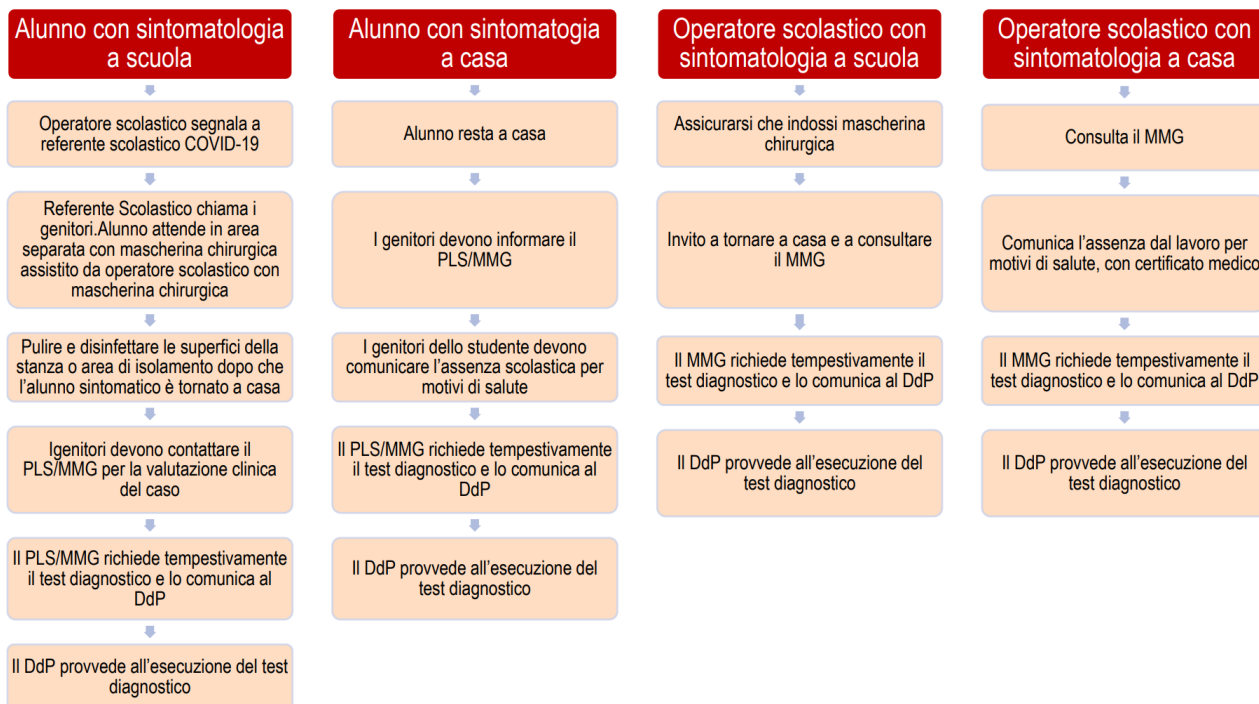 Alunno con sintomatologia
a scuola
Operatore scolastico segnala a
referente scolastico COVID-19
Referente Scolastico chiama i
genitori.Alunno attende in area
separata con mascherina chirurgica
assistito da operatore scolastico con
mascherina chirurgica
Pulire e disinfettare le superfici della
stanza o area di isolamento dopo che
l'alunno sintomatico è tornato a casa
Igenitori devono contattare il
PLS/MMG per la valutazione clinica
del caso
Il PLS/MMG richiede tempestivamente
il test diagnostico e lo comunica al
DdP
Il DdP provvede all'esecuzione del test
diagnostico
Alunno con sintomatogia
a casa
Alunno resta a casa
I genitori devono informare il
PLS/MMG
I genitori dello studente devono
comunicare l'assenza scolastica per
motivi di salute
Il PLS/MMG richiede tempestivamente
il test diagnostico e lo comunica al
DdP
Il DdP provvede all'esecuzione del
test diagnostico
Operatore scolastico con
sintomatologia a scuola
Assicurarsi che indossi mascherina
chirurgica
Invito a tornare a casa e a consultare
il MMG
Il MMG richiede tempestivamente il
test diagnostico e lo comunica al DdP
Il DdP provvede all'esecuzione del
test diagnostico
Operatore scolastico con
sintomatologia a casa
Consulta il MMG
Comunica l'assenza dal lavoro per
motivi di salute, con certificato medico
Il MMG richiede tempestivamente il
test diagnostico e lo comunica al DdP
Il DdP provvede all'esecuzione del
test diagnostico